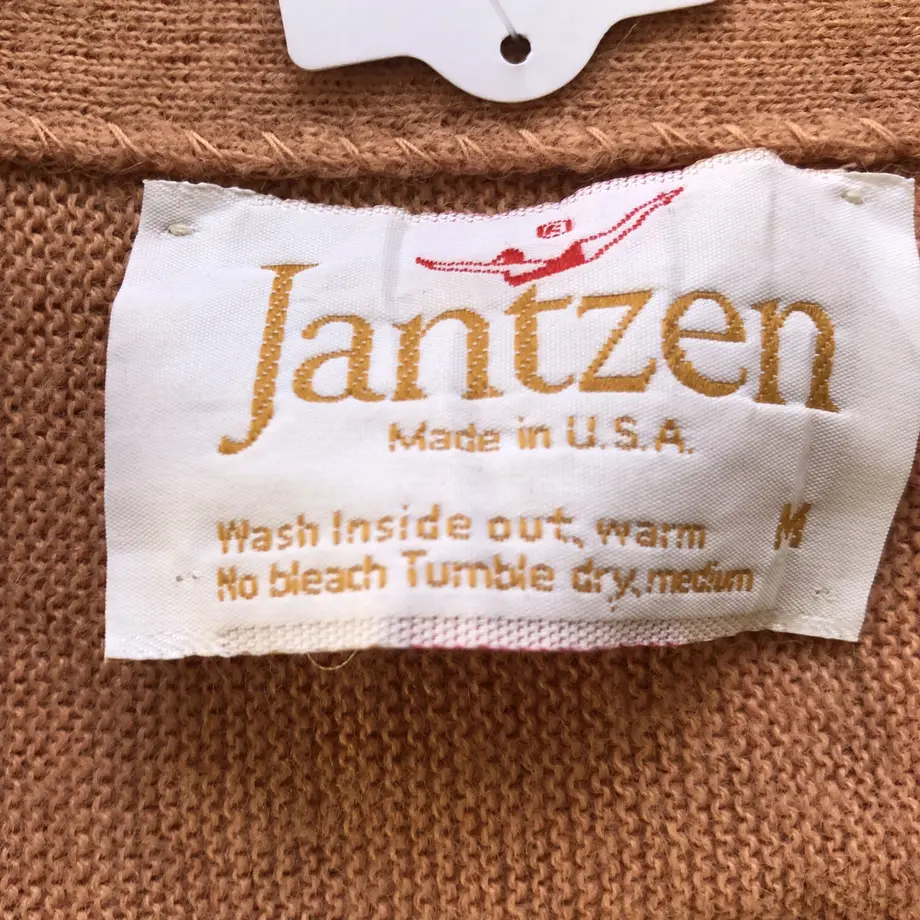 Jantzen
Made in U.S.A.
Wash Inside out, warm M
No bleach Tumble dry, medium